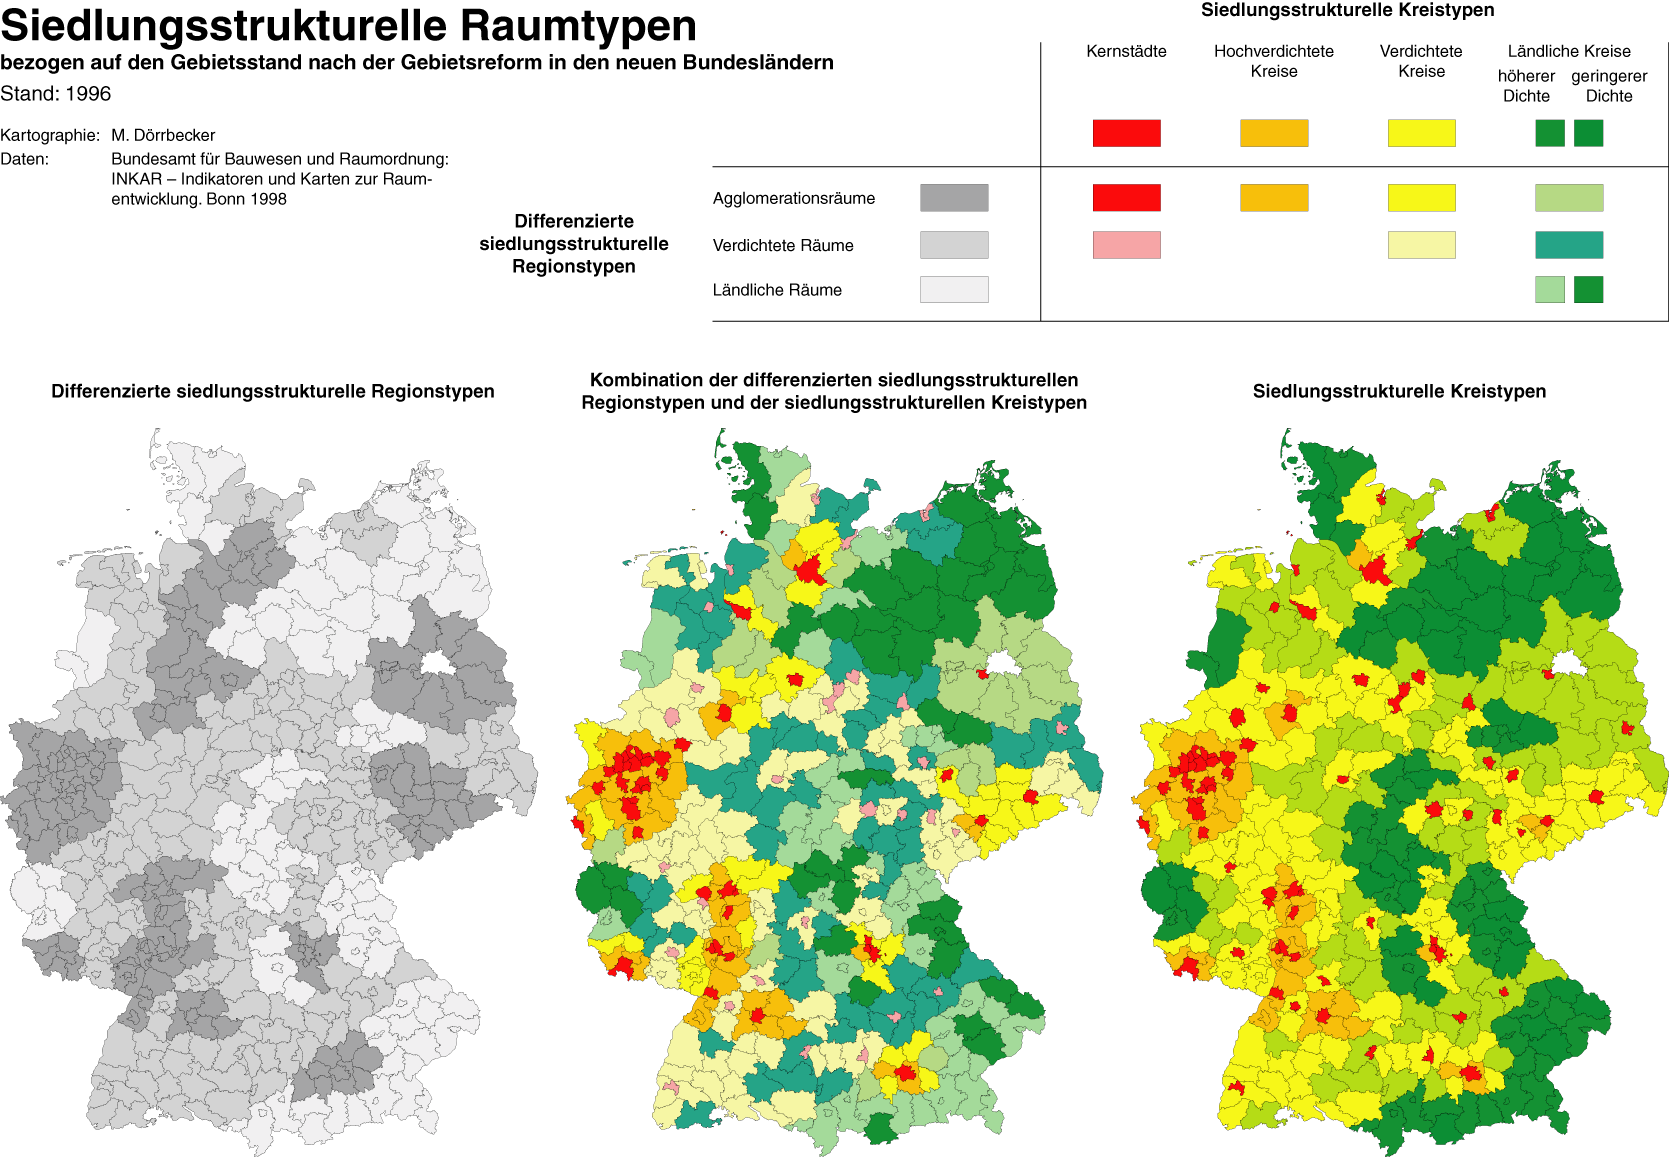 Siedlungsstrukturelle Raumtypen
bezogen auf den Gebietsstand nach der Gebietsreform in den neuen Bundesländern
Stand: 1996
Kartographie: M. Dörrbecker
Daten: Bundesamt für Bauwesen und Raumordnung:
INKAR – Indikatoren und Karten zur Raum-
entwicklung. Bonn 1998
Siedlungsstrukturelle Kreistypen
Kernstädte
Hochverdichtete
Kreise
Verdichtete
Kreise
Ländliche Kreise
höherer
Dichte
geringerer
Dichte
Differenzierte
siedlungsstrukturelle
Regionstypen
Agglomerationsräume
Verdichtete Räume
Ländliche Räume
Differenzierte siedlungsstrukturelle Regionstypen
Kombination der differenzierten siedlungsstrukturellen
Regionstypen und der siedlungsstrukturellen Kreistypen
Siedlungsstrukturelle Kreistypen